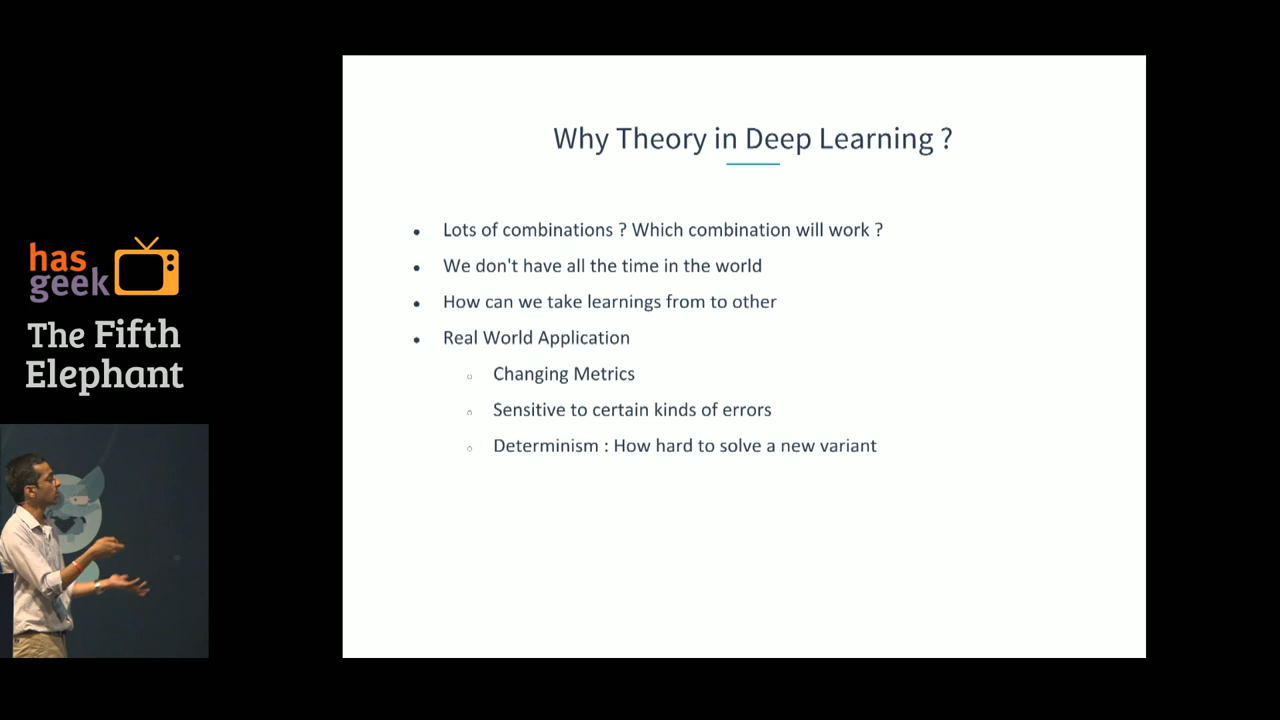 has
geek
The Fifth
Elephant
Why Theory in Deep Learning ?
Lots of combinations ? Which combination will work ?
We don't have all the time in the world
How can we take learnings from to other
Real World Application
Changing Metrics
Sensitive to certain kinds of errors
Determinism : How hard to solve a new variant